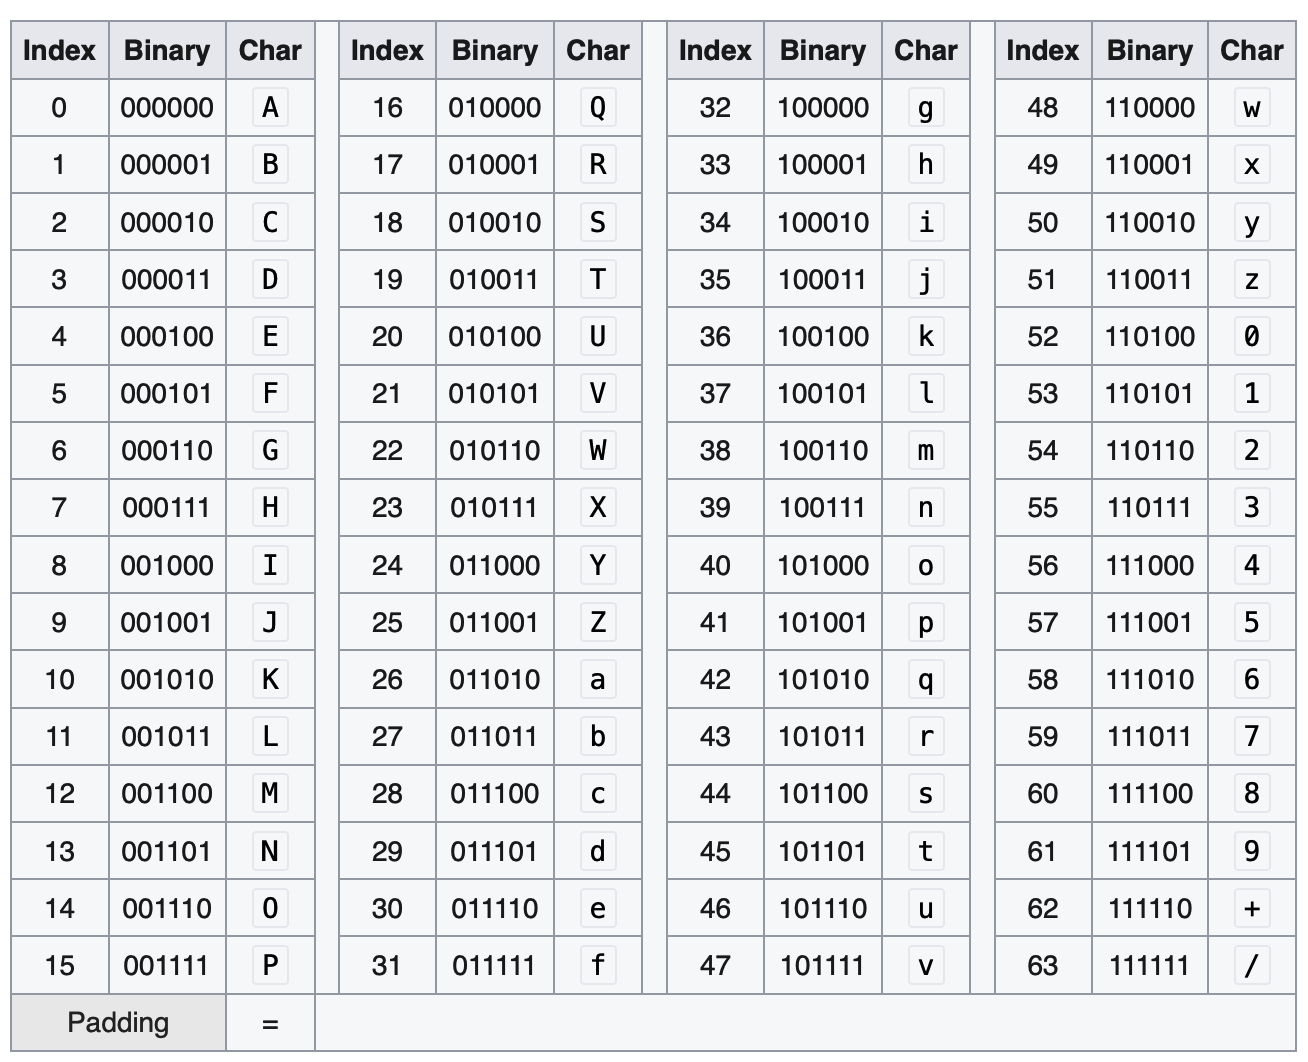 Index Binary Char Index Binary Char Index Binary Char Index Binary Char
0 000000 A 16 010000 Q 32 100000 g 48 110000 w
1 000001 B 17 010001 R 33 100001 h 49 110001 x
2 000010 C 18 010010 S 34 100010 i 50 110010 y
3 000011 D 19 010011 T 35 100011 j 51 110011 z
4 000100 E 20 010100 U 36 100100 k 52 110100 0
5 000101 F 21 010101 V 37 100101 l 53 110101 1
6 000110 G 22 010110 W 38 100110 m 54 110110 2
7 000111 H 23 010111 X 39 100111 n 55 110111 3
8 001000 I 24 011000 Y 40 101000 o 56 111000 4
9 001001 J 25 011001 Z 41 101001 p 57 111001 5
10 001010 K 26 011010 a 42 101010 q 58 111010 6
11 001011 L 27 011011 b 43 101011 r 59 111011 7
12 001100 M 28 011100 c 44 101100 s 60 111100 8
13 001101 N 29 011101 d 45 101101 t 61 111101 9
14 001110 O 30 011110 e 46 101110 u 62 111110 +
15 001111 P 31 011111 f 47 101111 v 63 111111 /
Padding =